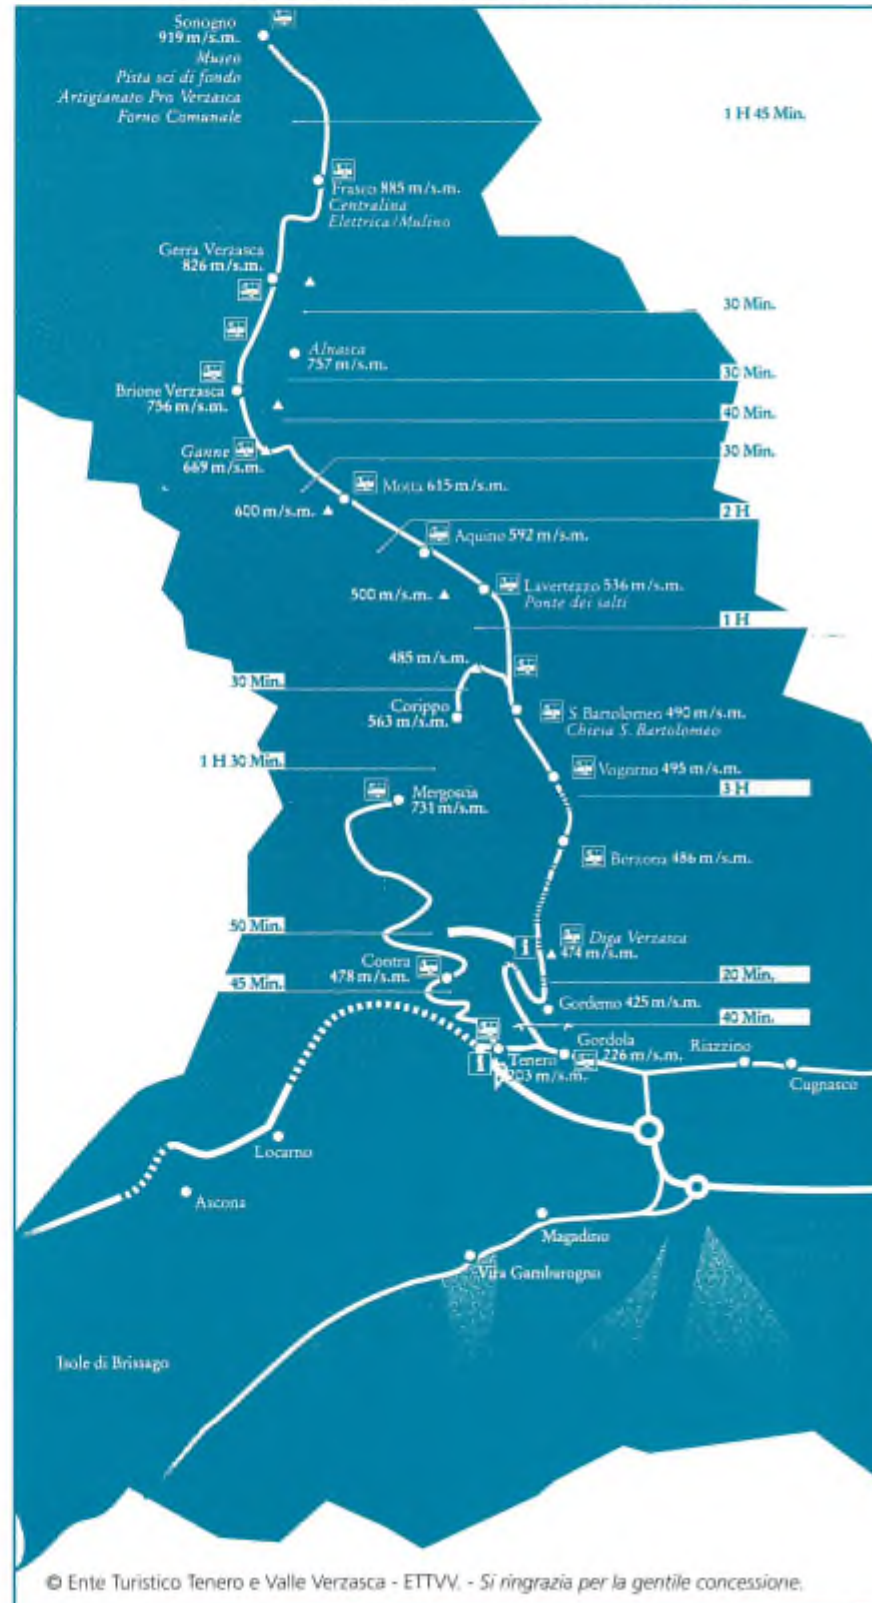 Sonogno
919 m/s.m.
Museo
Pista sci di fondo
Artigianato Pro Verzasca
Forno Comunale
1 H 45 Min.
Frasco 885 m/s.m.
Centralina
Elettrica/Mulino
Gerra Verzasca
826 m/s.m.
30 Min.
Alnasca
757 m/s.m.
30 Min.
Brione Verzasca
756 m/s.m.
40 Min.
Ganne
669 m/s.m.
30 Min.
Motta 615 m/s.m.
600 m/s.m.
2 H
Aquino 592 m/s.m.
Lavertezzo 536 m/s.m.
Ponte dei salti
500 m/s.m.
1 H
485 m/s.m.
30 Min.
Corippo
563 m/s.m.
S. Bartolomeo 490 m/s.m.
Chiesa S. Bartolomeo
1 H 30 Min.
Vogorno 495 m/s.m.
Mergoscia
731 m/s.m.
3 H
Berzona 486 m/s.m.
50 Min.
i
Diga Verzasca
474 m/s.m.
Contra
478 m/s.m.
45 Min.
20 Min.
Gordemo 425 m/s.m.
40 Min.
Gordola
226 m/s.m.
Riazzino
i
Tenero
203 m/s.m.
Cugnasco
Locarno
Ascona
Magadino
Vira Gambarogno
Isole di Brissago
© Ente Turistico Tenero e Valle Verzasca - ETTVV. - Si ringrazia per la gentile concessione.